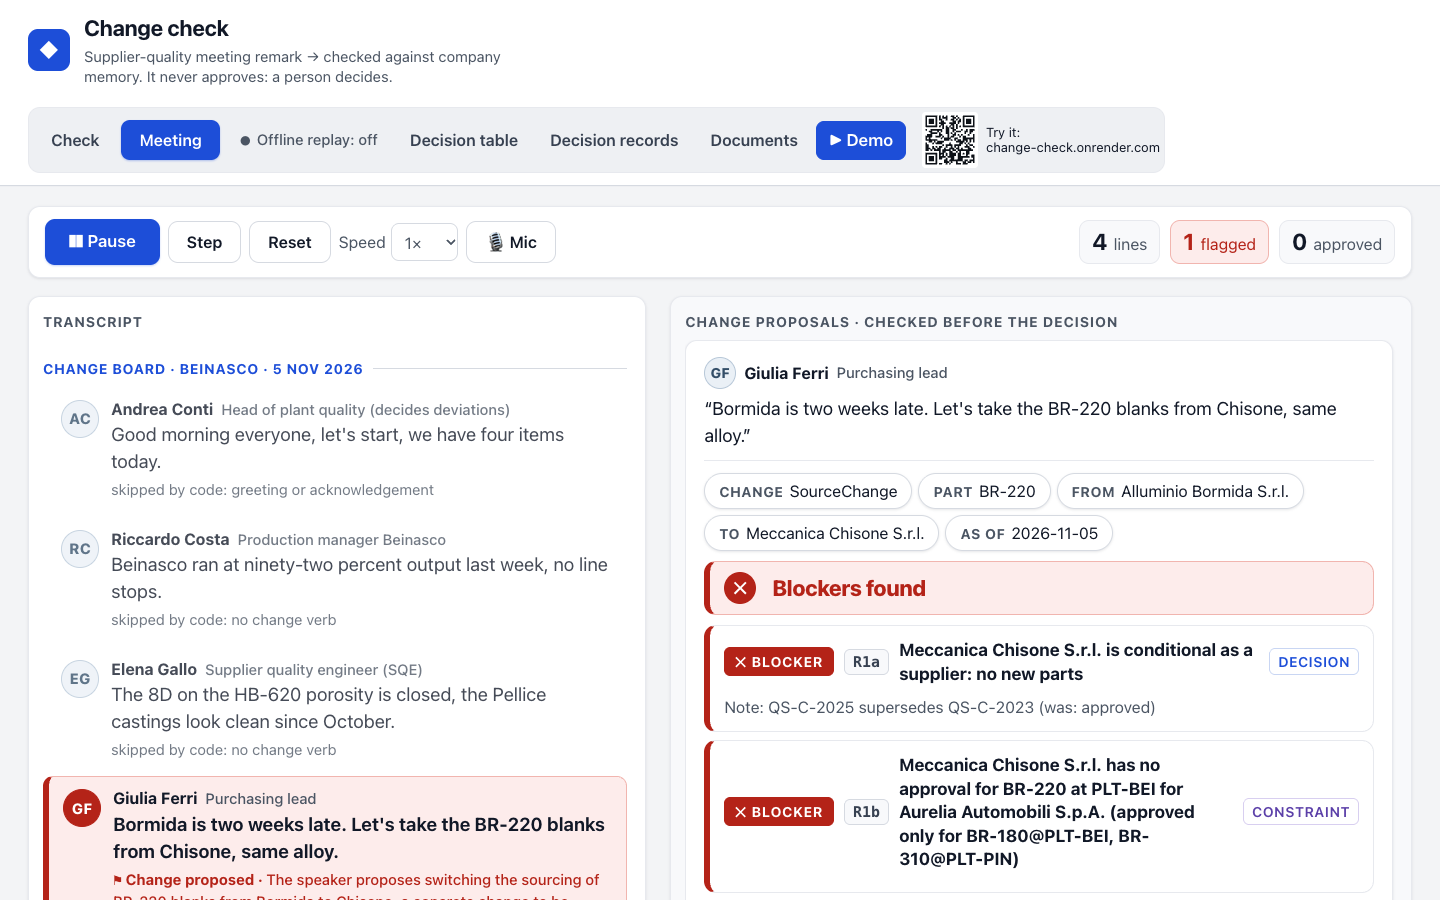 Change check
Supplier-quality meeting remark → checked against company
memory. It never approves: a person decides.
Check
Meeting
Offline replay: off
Decision table
Decision records
Documents
▶ Demo
Try it:
change-check.onrender.com
Pause
Step
Reset
Speed
1×
Mic
4 lines
1 flagged
0 approved
TRANSCRIPT
CHANGE BOARD · BEINASCO · 5 NOV 2026
AC
Andrea Conti Head of plant quality (decides deviations)
Good morning everyone, let's start, we have four items
today.
skipped by code: greeting or acknowledgement
RC
Riccardo Costa Production manager Beinasco
Beinasco ran at ninety-two percent output last week, no line
stops.
skipped by code: no change verb
EG
Elena Gallo Supplier quality engineer (SQE)
The 8D on the HB-620 porosity is closed, the Pellice
castings look clean since October.
skipped by code: no change verb
GF
Giulia Ferri Purchasing lead
Bormida is two weeks late. Let's take the BR-220 blanks
from Chisone, same alloy.
Change proposed · The speaker proposes switching the sourcing of
BR-220 blanks from Bormida to Chisone, a concrete change to be
CHANGE PROPOSALS · CHECKED BEFORE THE DECISION
GF
Giulia Ferri Purchasing lead
“Bormida is two weeks late. Let's take the BR-220 blanks from Chisone, same
alloy.”
CHANGE SourceChange
PART BR-220
FROM Alluminio Bormida S.r.l.
TO Meccanica Chisone S.r.l.
AS OF 2026-11-05
Blockers found
BLOCKER
R1a
Meccanica Chisone S.r.l. is conditional as a
supplier: no new parts
DECISION
Note: QS-C-2025 supersedes QS-C-2023 (was: approved)
BLOCKER
R1b
Meccanica Chisone S.r.l. has no
approval for BR-220 at PLT-BEI for
Aurelia Automobili S.p.A. (approved
only for BR-180@PLT-BEI, BR-
310@PLT-PIN)
CONSTRAINT